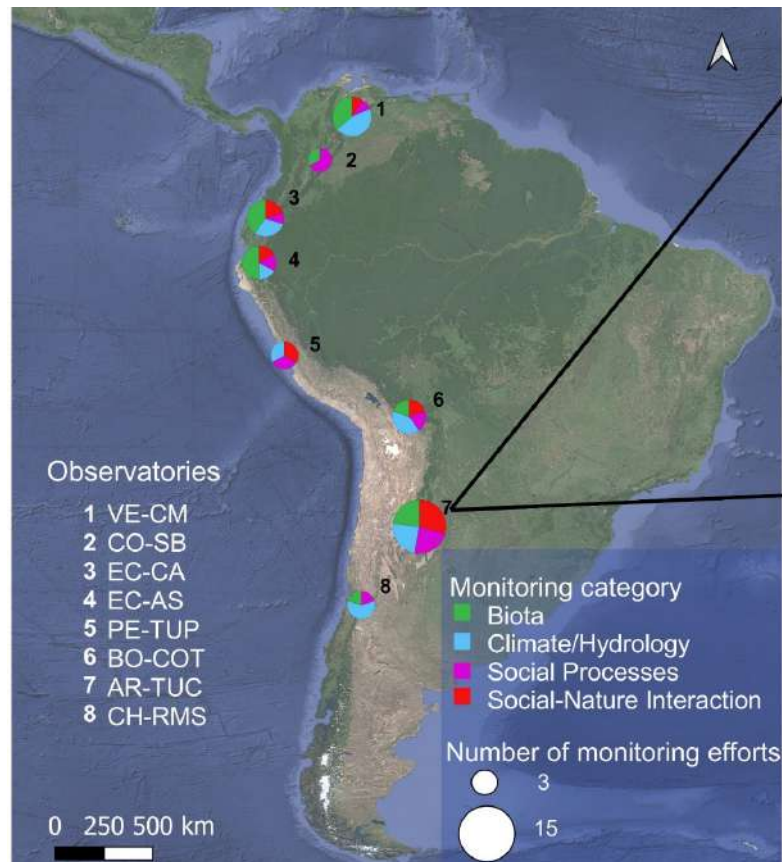 1
2
3
4
5
6
7
8
Observatories
1 VE-CM
2 CO-SB
3 EC-CA
4 EC-AS
5 PE-TUP
6 BO-COT
7 AR-TUC
8 CH-RMS
Monitoring category
Biota
Climate/Hydrology
Social Processes
Social-Nature Interaction
Number of monitoring efforts
3
15
0 250 500 km